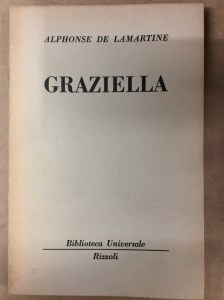 ALPHONSE DE LAMARTINE
GRAZIELLA
Biblioteca Universale
Rizzoli